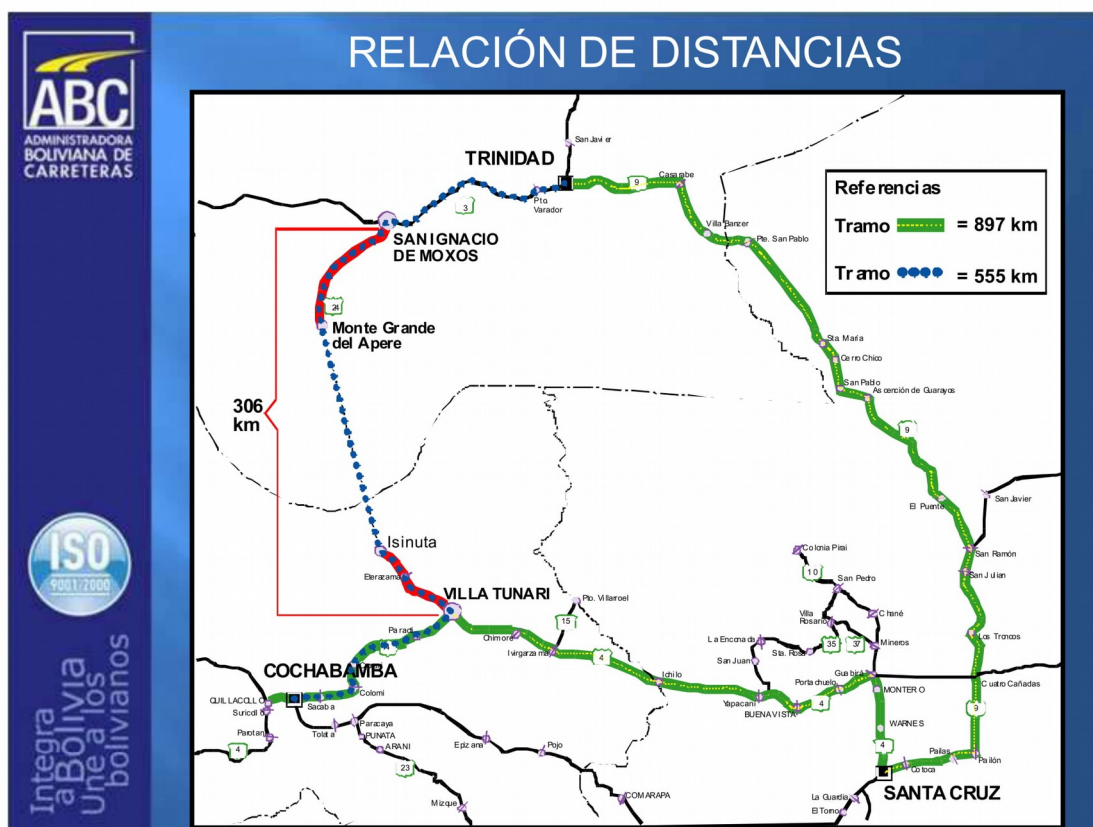 RELACIÓN DE DISTANCIAS
ABC
ADMINISTRADORA
BOLIVIANA DE
CARRETERAS
ISO
9001/2000
Integra
a Bolivia
Une a los
bolivianos
San Javier
TRINIDAD
Pto.
Varador
3
9
Casarabe
Villa Banzer
Pte. San Pablo
Referencias
Tramo = 897 km
Tramo = 555 km
SAN IGNACIO
DE MOXOS
24
Monte Grande
del Apere
306
km
Sta. María
Cerro Chico
San Pablo
Ascención de Guarayos
9
El Puente
San Javier
San Ramón
San Julian
Los Troncos
Cuatro Cañadas
9
Isinuta
Eterazama
VILLA TUNARI
Chimoré
Ivirgarzama
15
Pto. Villarroel
4
Ichilo
Colonia Pirai
10
San Pedro
Villa
Rosario
Chané
35
37
Mineros
La Enconada
Sta. Rosa
San Juan
Guabirá
Portachuelo
MONTERO
Yapacaní
BUENAVISTA
4
WARNES
4
Pailas
Pailón
Cotoca
SANTA CRUZ
La Guardia
El Torno
COCHABAMBA
Colomi
Sacaba
QUILLACOLLO
Parotani
4
Tolata
Paracaya
PUNATA
ARANI
23
Epizana
Pojo
Mizque
COMARAPA